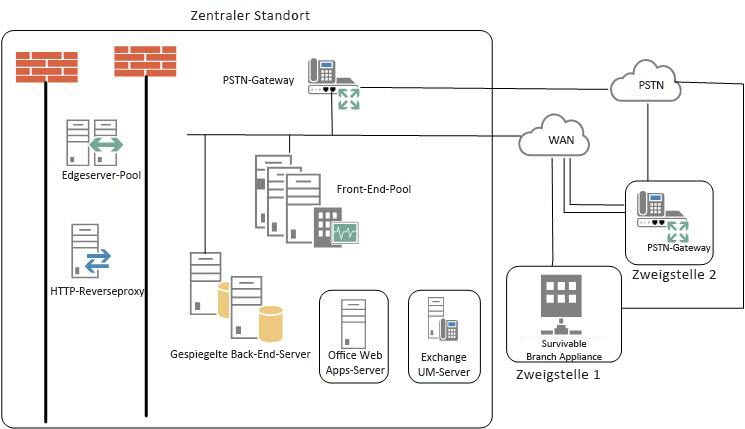 Zentraler Standort
PSTN-Gateway
PSTN
WAN
Edgeserver-Pool
Front-End-Pool
PSTN-Gateway
Zweigstelle 2
HTTP-Reverseproxy
Gespiegelte Back-End-Server
Office Web
Apps-Server
Exchange
UM-Server
Survivable
Branch Appliance
Zweigstelle 1